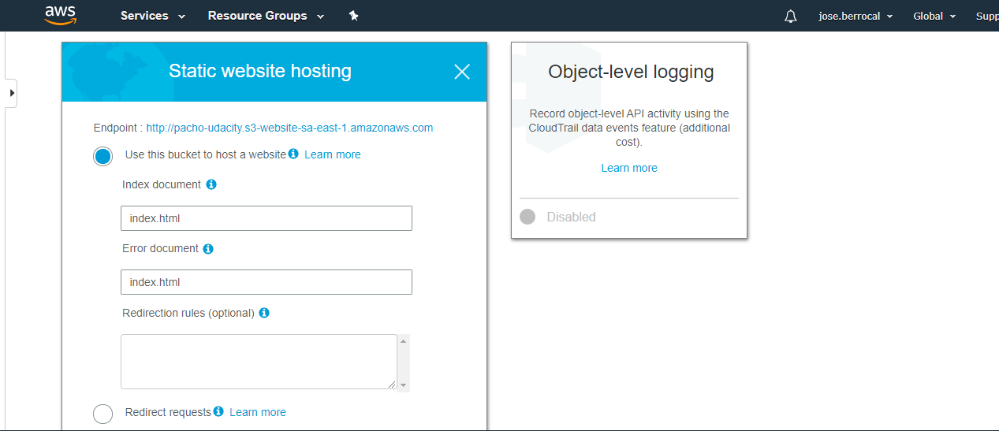 aws Services Resource Groups jose.berrocal Global Supp
Static website hosting
Endpoint : http://pacho-udacity.s3-website-sa-east-1.amazonaws.com
Use this bucket to host a website Learn more
Index document
index.html
Error document
index.html
Redirection rules (optional)
Redirect requests Learn more
Object-level logging
Record object-level API activity using the
CloudTrail data events feature (additional
cost).
Learn more
Disabled